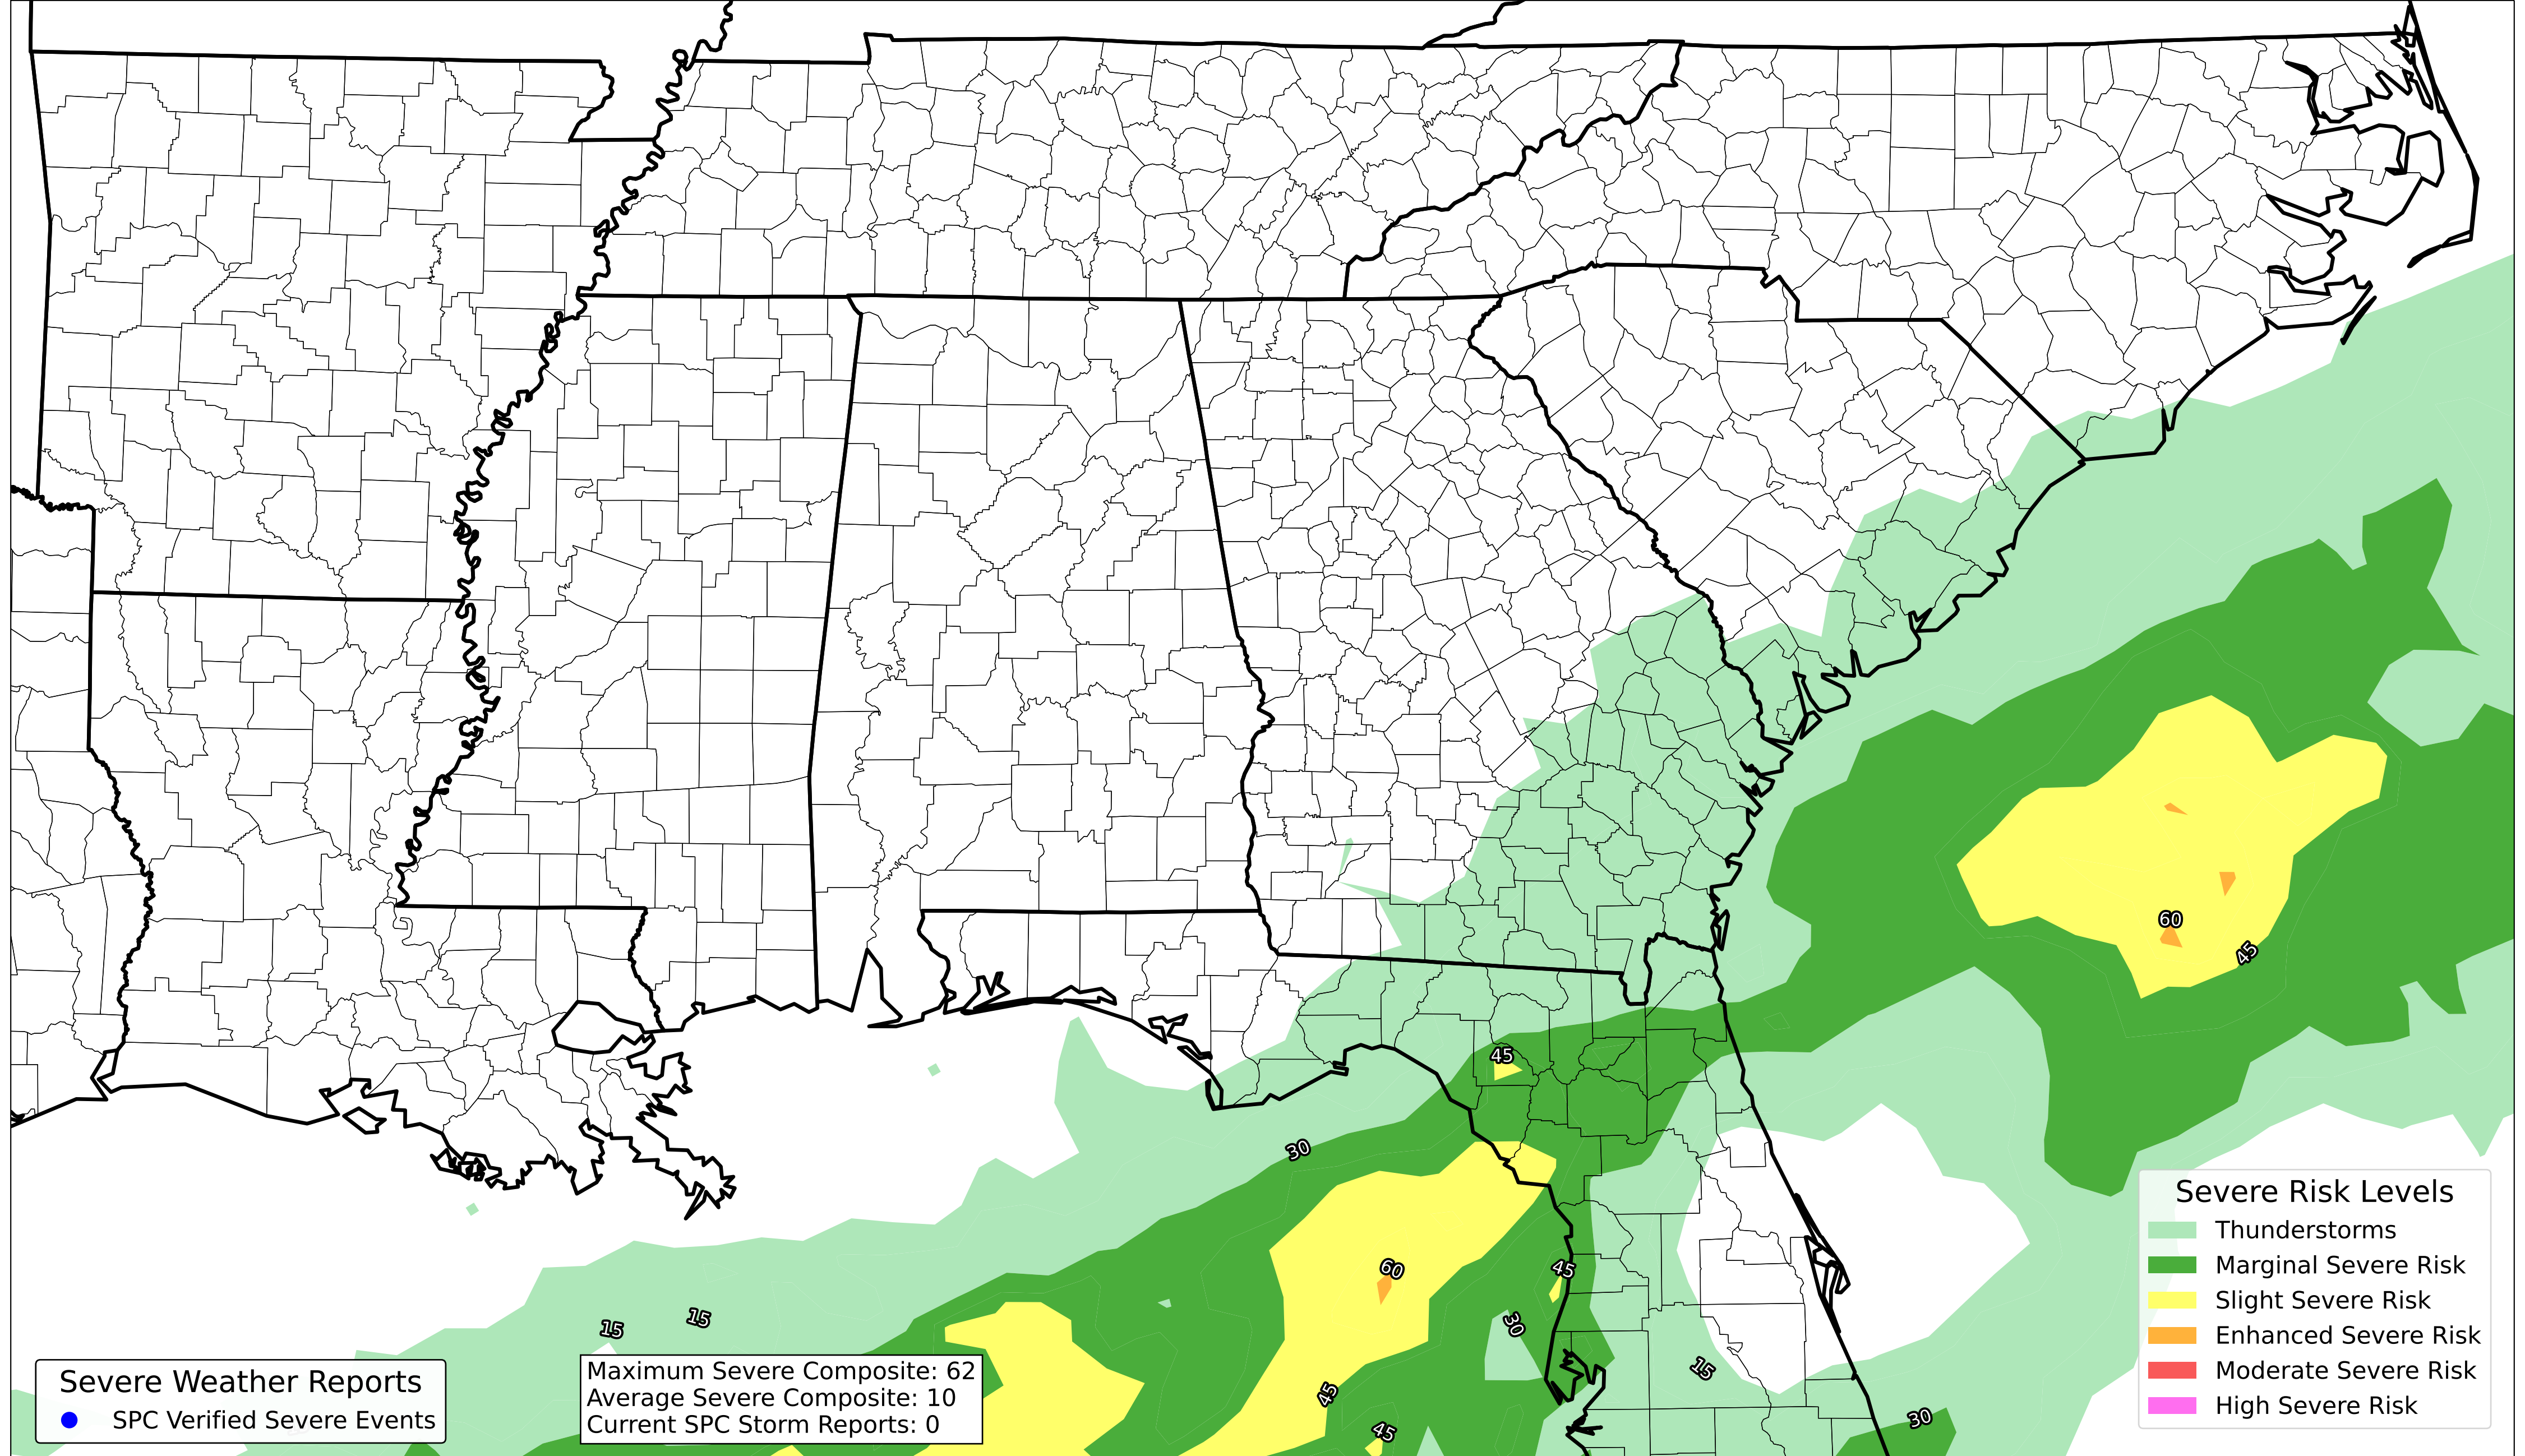 60
45
45
30
60
45
30
15
15
15
45
30
45
Severe Weather Reports
SPC Verified Severe Events
Maximum Severe Composite: 62
Average Severe Composite: 10
Current SPC Storm Reports: 0
Severe Risk Levels
Thunderstorms
Marginal Severe Risk
Slight Severe Risk
Enhanced Severe Risk
Moderate Severe Risk
High Severe Risk